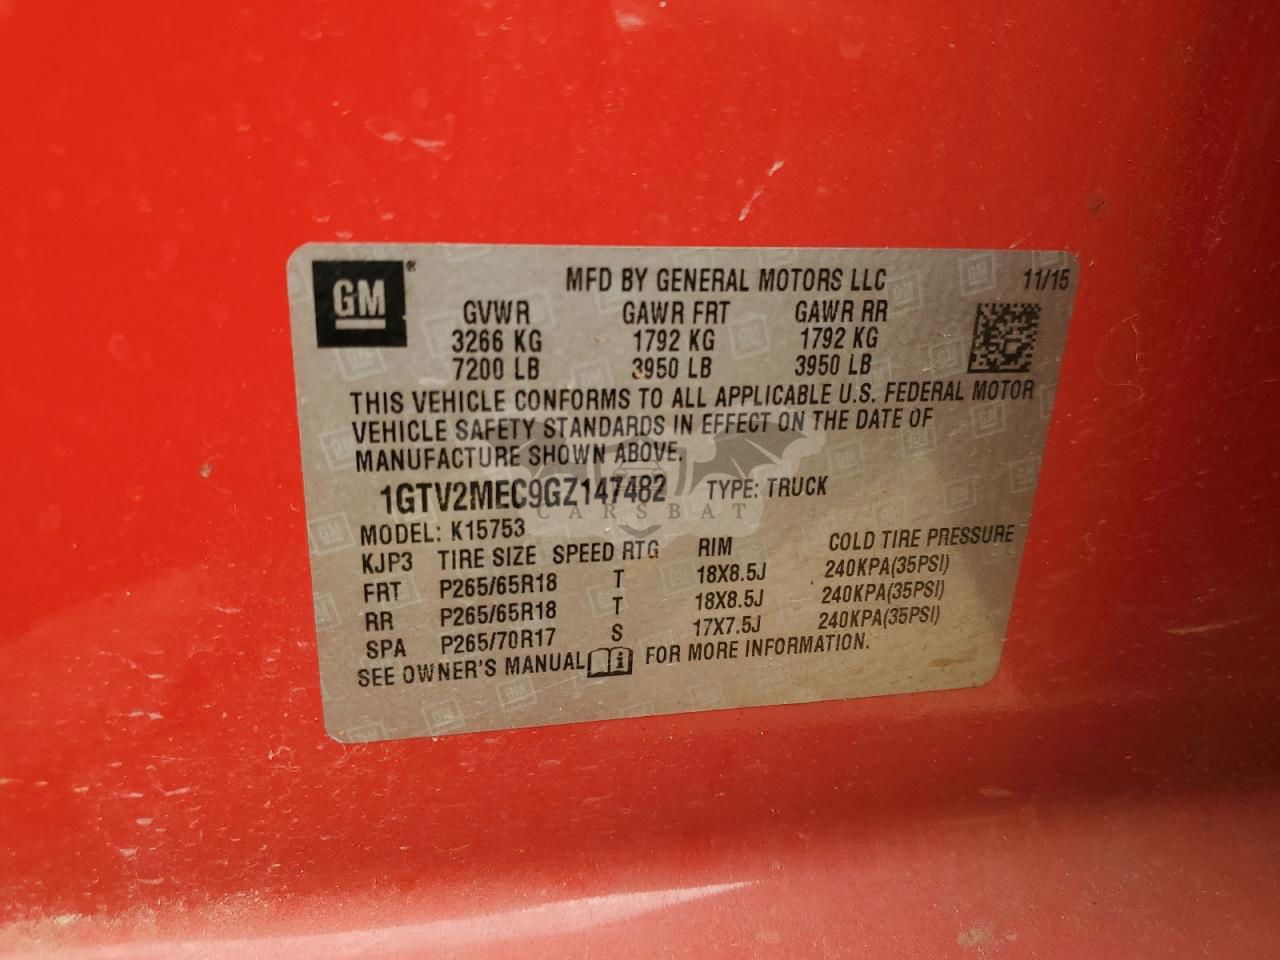 GM®
MFD BY GENERAL MOTORS LLC 11/15
GVWR GAWR FRT GAWR RR
3266 KG 1792 KG 1792 KG
7200 LB 3950 LB 3950 LB
THIS VEHICLE CONFORMS TO ALL APPLICABLE U.S. FEDERAL MOTOR
VEHICLE SAFETY STANDARDS IN EFFECT ON THE DATE OF
MANUFACTURE SHOWN ABOVE.
1GTV2MEC9GZ147482 TYPE: TRUCK
CARSBAT
MODEL: K15753
KJP3 TIRE SIZE SPEED RTG RIM COLD TIRE PRESSURE
FRT P265/65R18 T 18X8.5J 240KPA(35PSI)
RR P265/65R18 T 18X8.5J 240KPA(35PSI)
SPA P265/70R17 S 17X7.5J 240KPA(35PSI)
SEE OWNER'S MANUAL i FOR MORE INFORMATION.